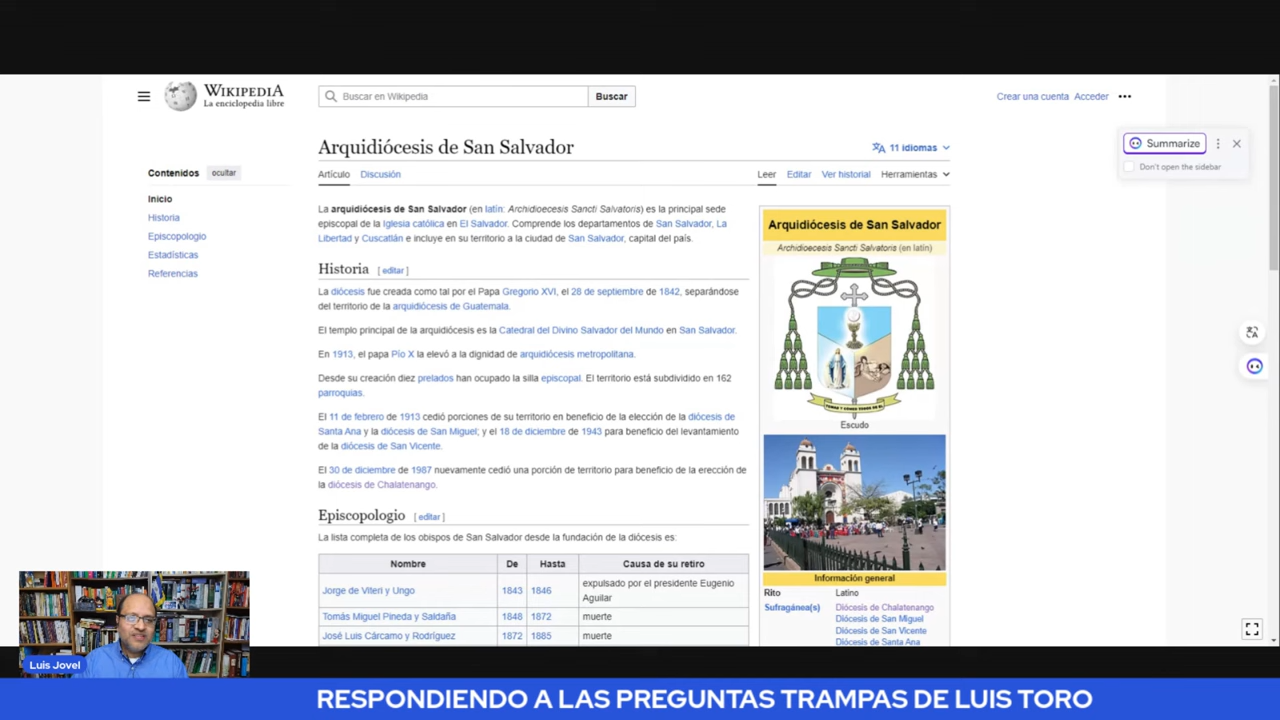 WIKIPEDIA
La enciclopedia libre
Buscar en Wikipedia
Buscar
Crear una cuenta Acceder
Summarize
Don't open the sidebar
Contenidos ocultar
Inicio
Historia
Episcopologio
Estadísticas
Referencias
Arquidiócesis de San Salvador
11 idiomas
Artículo Discusión
Leer Editar Ver historial Herramientas
La arquidiócesis de San Salvador (en latín: Archidioecesis Sancti Salvatoris) es la principal sede
episcopal de la Iglesia católica en El Salvador. Comprende los departamentos de San Salvador, La
Libertad y Cuscatlán e incluye en su territorio a la ciudad de San Salvador, capital del país.
Historia [ editar ]
La diócesis fue creada como tal por el Papa Gregorio XVI, el 28 de septiembre de 1842, separándose
del territorio de la arquidiócesis de Guatemala.
El templo principal de la arquidiócesis es la Catedral del Divino Salvador del Mundo en San Salvador.
En 1913, el papa Pío X la elevó a la dignidad de arquidiócesis metropolitana.
Desde su creación diez prelados han ocupado la silla episcopal. El territorio está subdividido en 162
parroquias.
El 11 de febrero de 1913 cedió porciones de su territorio en beneficio de la elección de la diócesis de
Santa Ana y la diócesis de San Miguel; y el 18 de diciembre de 1943 para beneficio del levantamiento
de la diócesis de San Vicente.
El 30 de diciembre de 1987 nuevamente cedió una porción de territorio para beneficio de la erección de
la diócesis de Chalatenango.
Episcopologio [ editar ]
La lista completa de los obispos de San Salvador desde la fundación de la diócesis es:
Nombre De Hasta Causa de su retiro
Jorge de Viteri y Ungo 1843 1846 expulsado por el presidente Eugenio
Aguilar
Tomás Miguel Pineda y Saldaña 1848 1872 muerte
José Luis Cárcamo y Rodríguez 1872 1885 muerte
Arquidiócesis de San Salvador
Archidioecesis Sancti Salvatoris (en latín)
Escudo
Información general
Rito Latino
Sufragánea(s) Diócesis de Chalatenango
Diócesis de San Miguel
Diócesis de San Vicente
Diócesis de Santa Ana
Luis Jovel
RESPONDIENDO A LAS PREGUNTAS TRAMPAS DE LUIS TORO